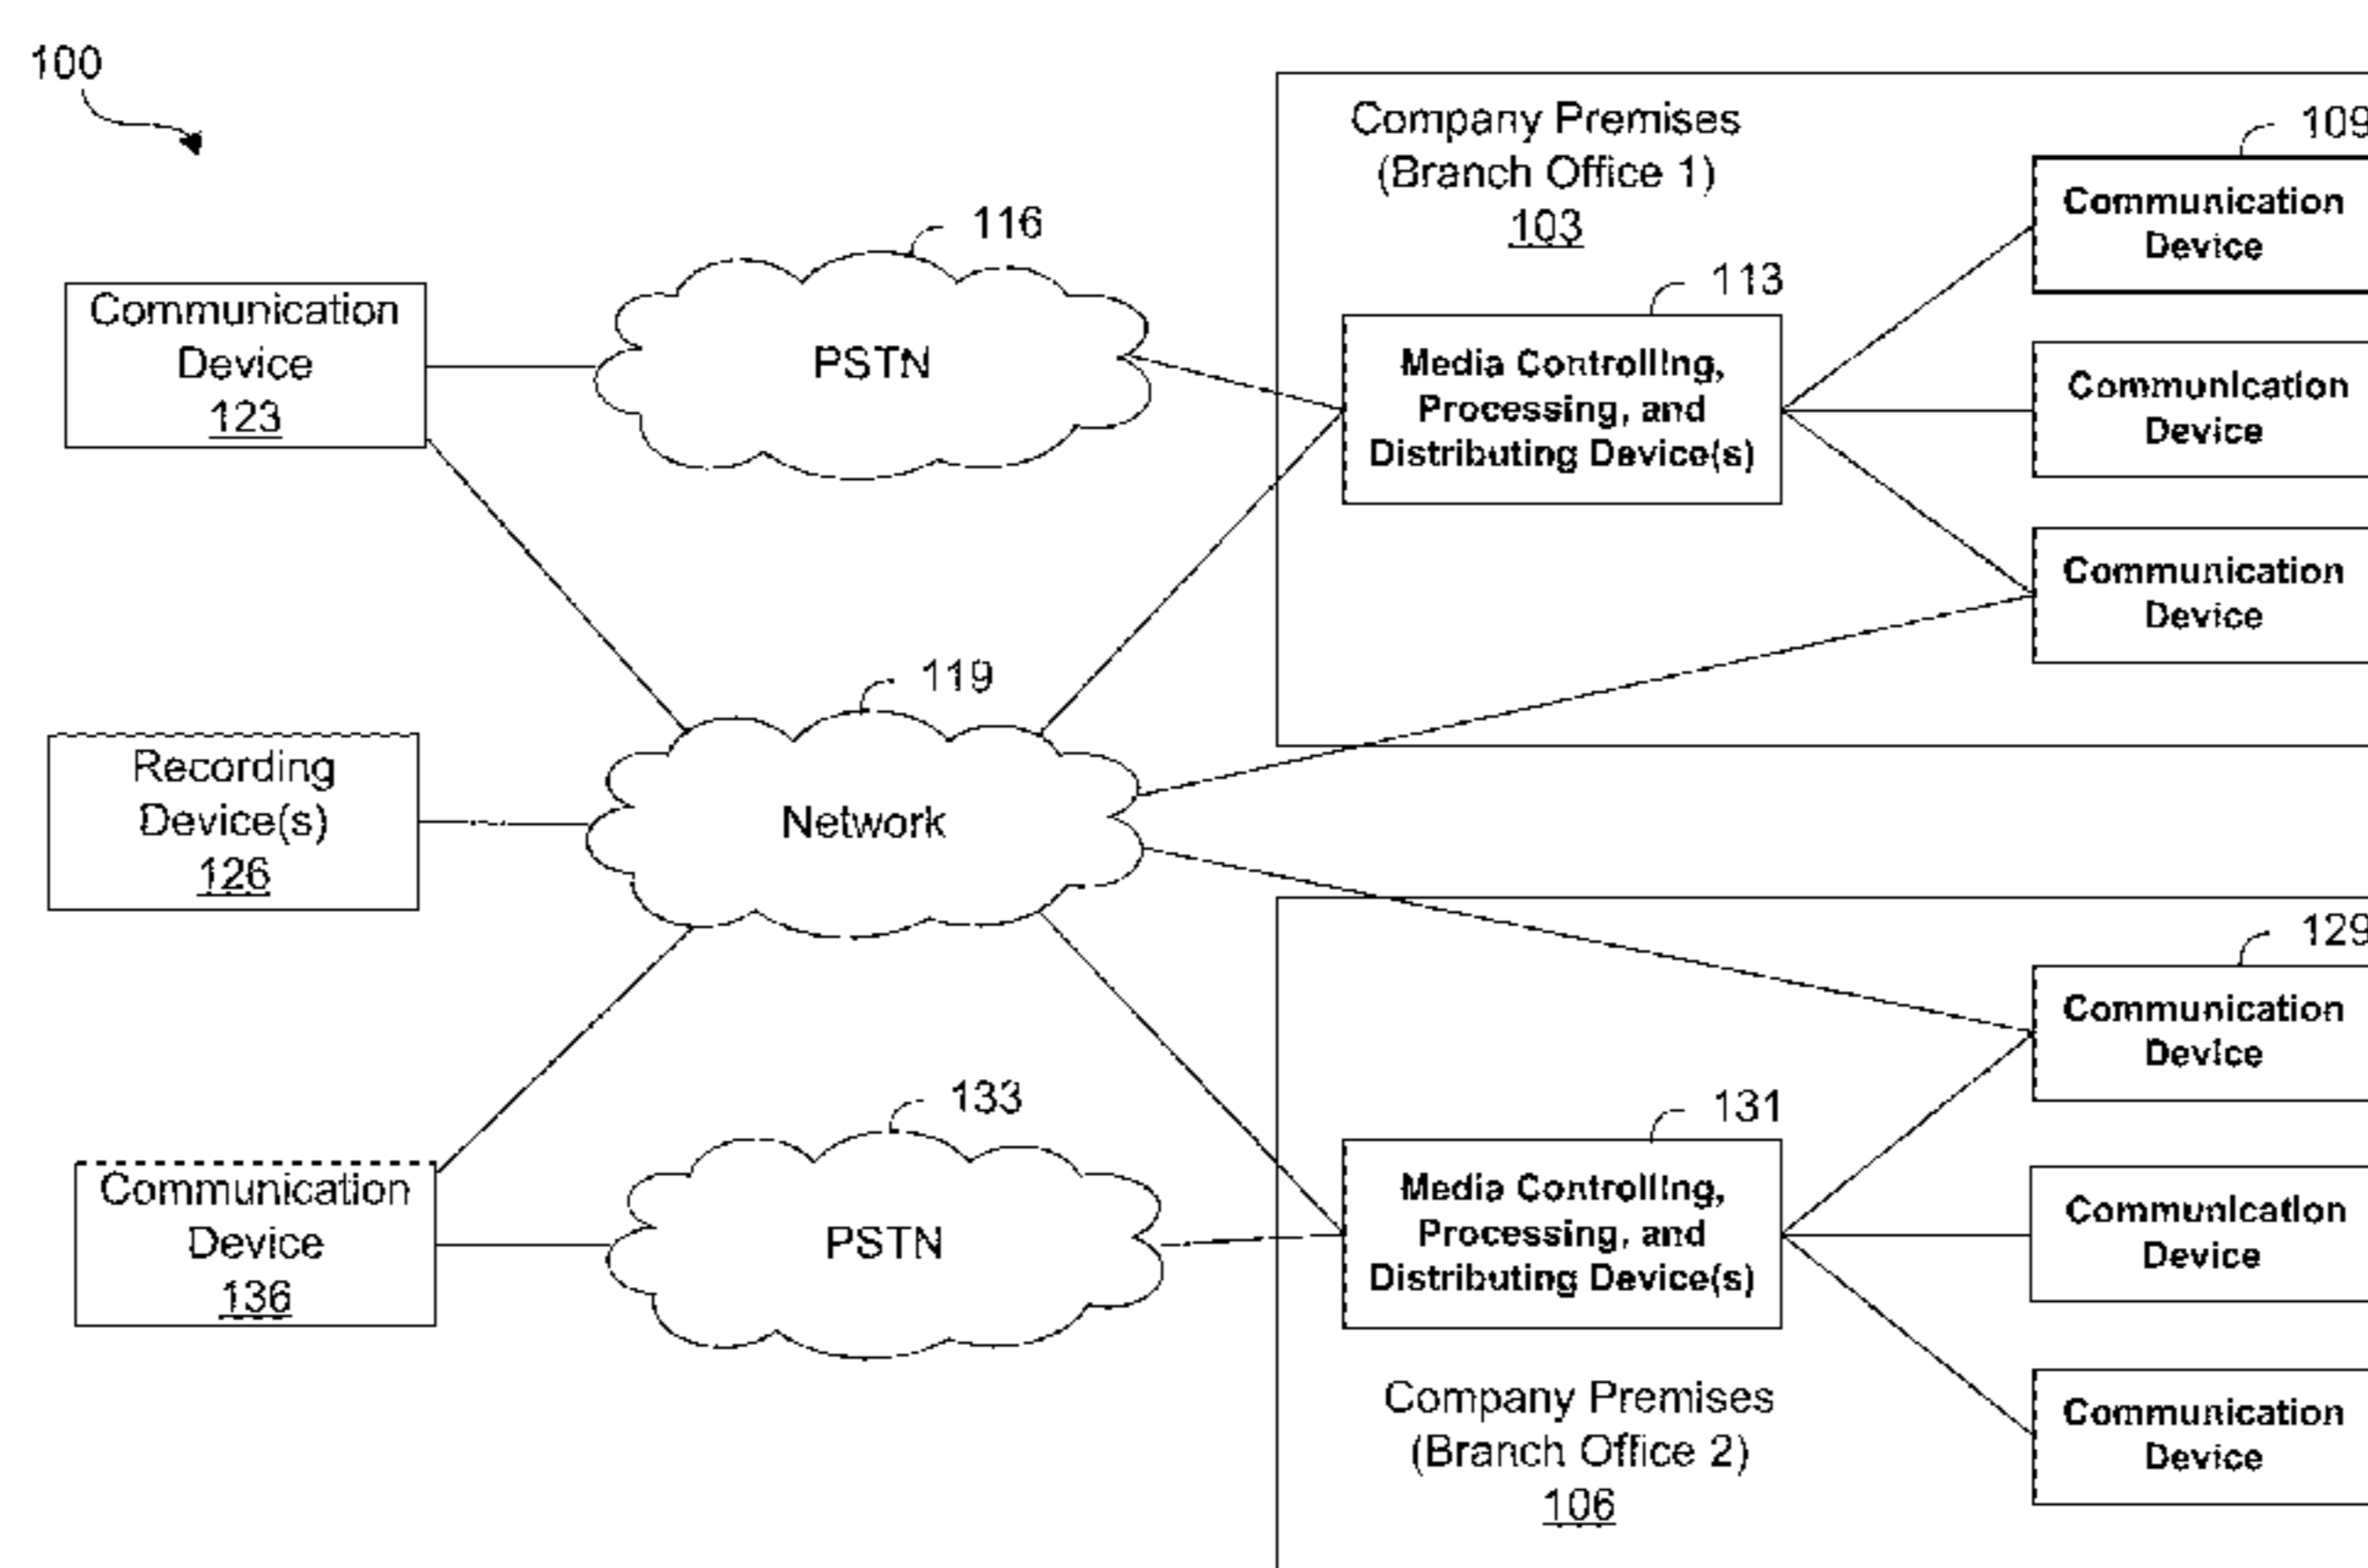 100
Company Premises
(Branch Office 1)
103
109
Communication
Device
116
113
Communication
Device
123
PSTN
Media Controlling,
Processing, and
Distributing Device(s)
Communication
Device
Communication
Device
119
Recording
Device(s)
126
Network
129
Communication
Device
133
131
Communication
Device
136
PSTN
Media Controlling,
Processing, and
Distributing Device(s)
Communication
Device
Company Premises
(Branch Office 2)
106
Communication
Device